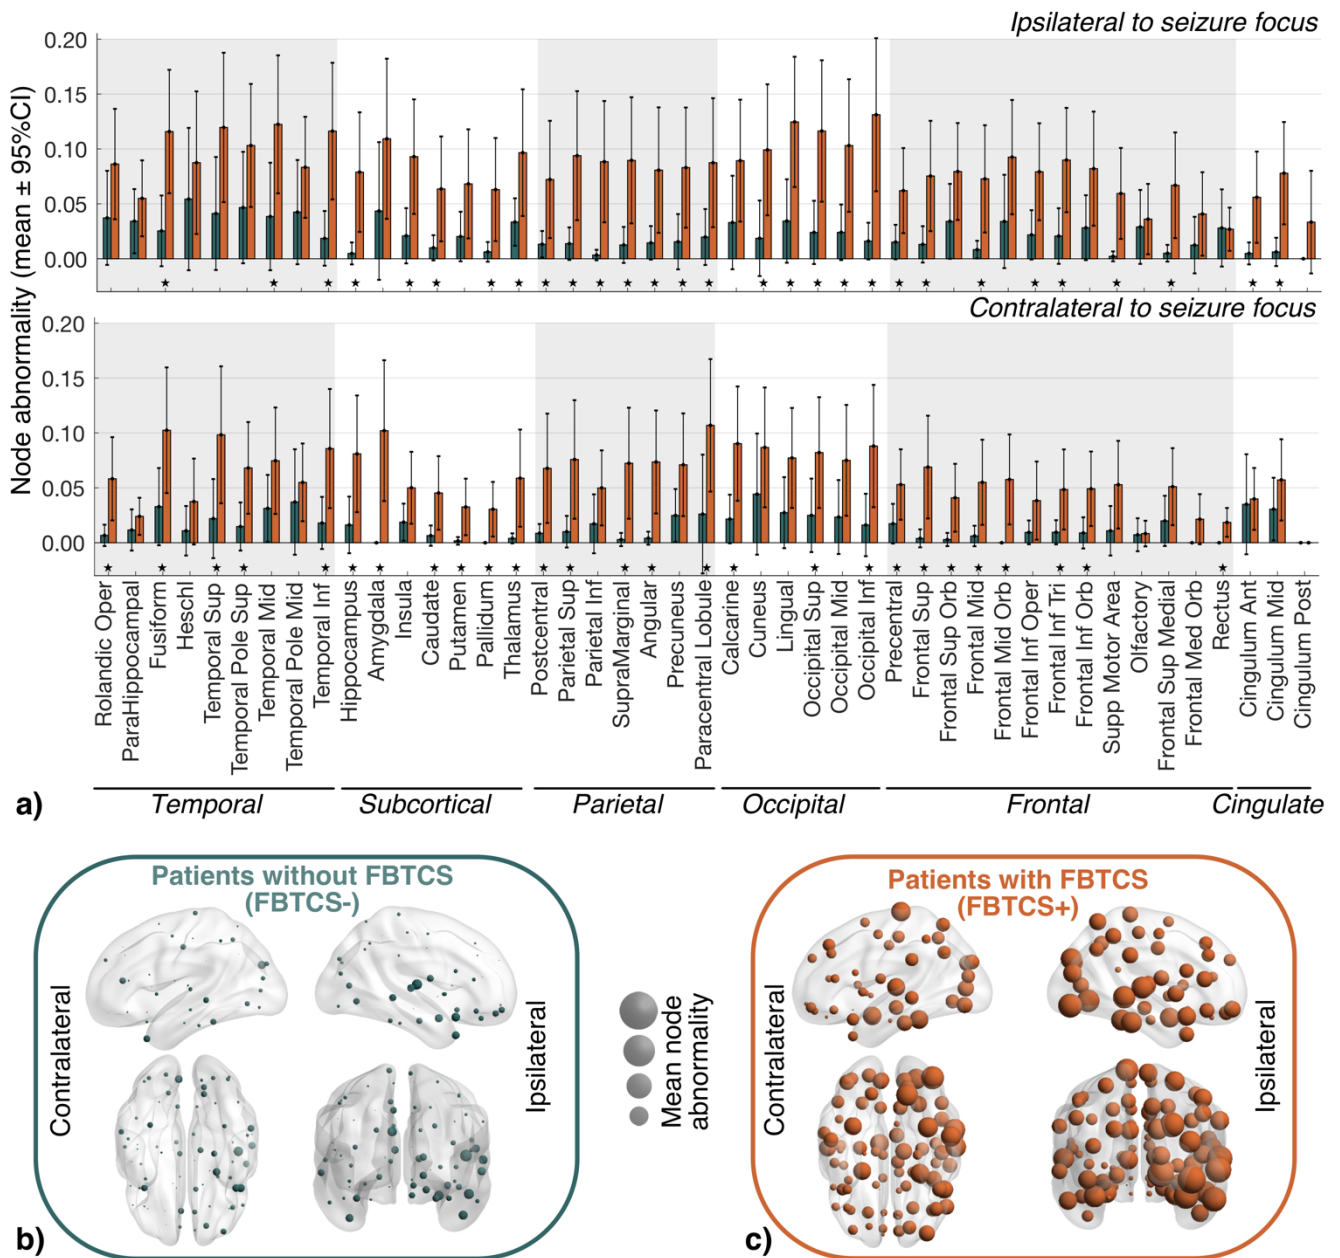 Ipsilateral to seizure focus
Node abnormality (mean ± 95%CI)
0.20
0.15
0.10
0.05
0.00
★ ★ ★ ★ ★ ★ ★ ★ ★ ★ ★ ★ ★ ★ ★ ★ ★ ★ ★ ★ ★ ★ ★ ★ ★ ★ ★ ★
Contralateral to seizure focus
0.20
0.15
0.10
0.05
0.00
★ ★ ★ ★ ★ ★ ★ ★ ★ ★ ★ ★ ★ ★ ★ ★ ★ ★ ★ ★ ★ ★ ★ ★ ★ ★ ★
Rolandic Oper
ParaHippocampal
Fusiform
Heschl
Temporal Sup
Temporal Pole Sup
Temporal Mid
Temporal Pole Mid
Temporal Inf
Hippocampus
Amygdala
Insula
Caudate
Putamen
Pallidum
Thalamus
Postcentral
Parietal Sup
Parietal Inf
SupraMarginal
Angular
Precuneus
Paracentral Lobule
Calcarine
Cuneus
Lingual
Occipital Sup
Occipital Mid
Occipital Inf
Precentral
Frontal Sup
Frontal Sup Orb
Frontal Mid
Frontal Mid Orb
Frontal Inf Oper
Frontal Inf Tri
Frontal Inf Orb
Supp Motor Area
Olfactory
Frontal Sup Medial
Frontal Med Orb
Rectus
Cingulum Ant
Cingulum Mid
Cingulum Post
a)
Temporal
Subcortical
Parietal
Occipital
Frontal
Cingulate
Patients without FBTCS
(FBTCS-)
Contralateral
Ipsilateral
b)
Mean node
abnormality
Patients with FBTCS
(FBTCS+)
Contralateral
Ipsilateral
c)